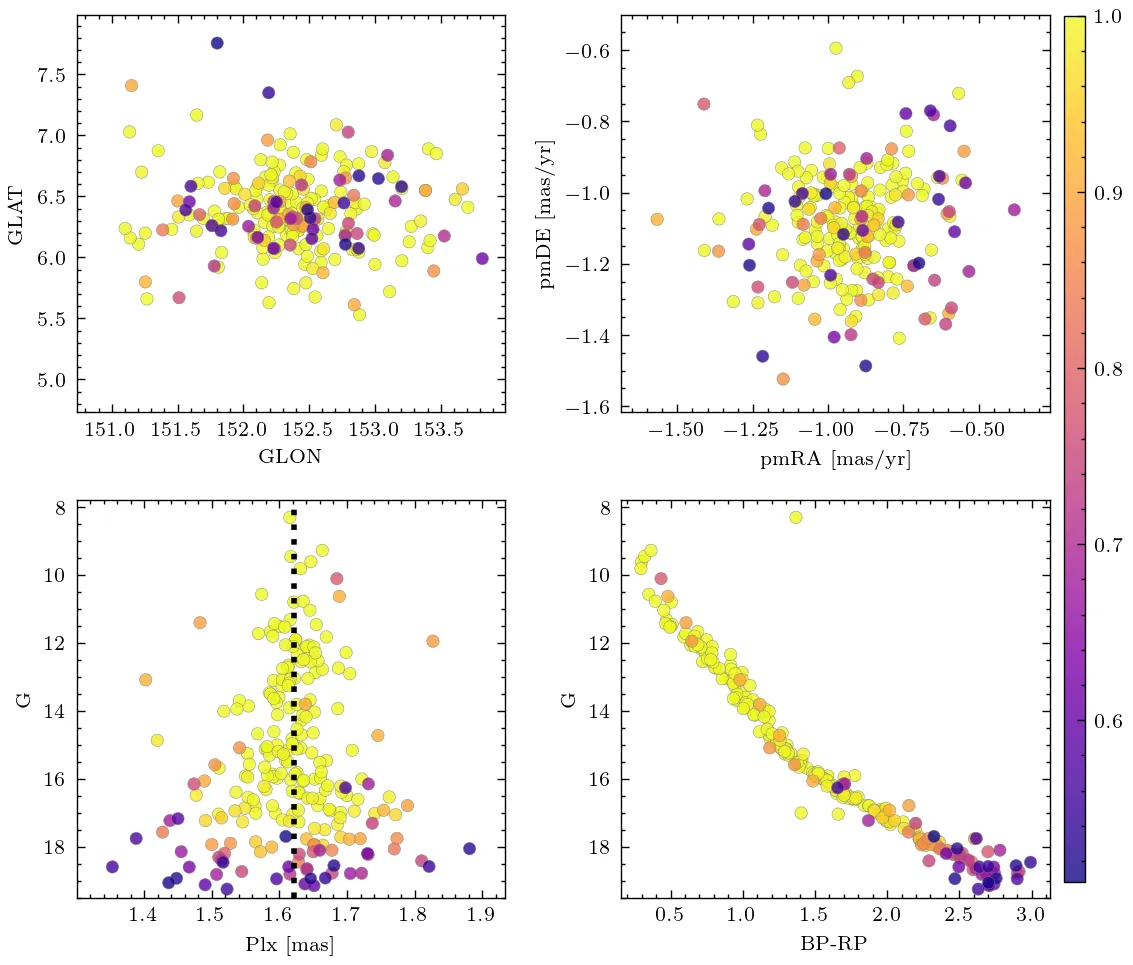 7.5
7.0
6.5
6.0
5.5
5.0
GLAT
151.0 151.5 152.0 152.5 153.0 153.5
GLON
−0.6
−0.8
−1.0
−1.2
−1.4
−1.6
pmDE [mas/yr]
−1.50 −1.25 −1.00 −0.75 −0.50
pmRA [mas/yr]
8
10
12
14
16
18
G
1.4 1.5 1.6 1.7 1.8 1.9
Plx [mas]
8
10
12
14
16
18
G
0.5 1.0 1.5 2.0 2.5 3.0
BP-RP
1.0
0.9
0.8
0.7
0.6